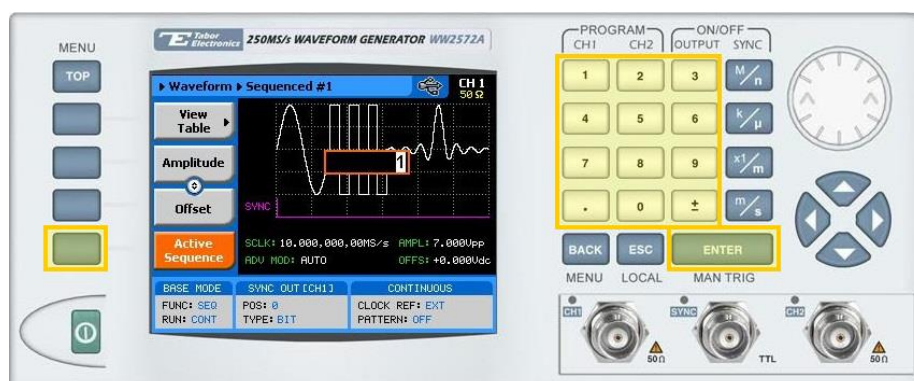 MENU
TOP
Tabor Electronics 250MS/s WAVEFORM GENERATOR WW2572A
Waveform Sequenced #1
CH 1
50 Ω
View Table
Amplitude
Offset
Active Sequence
1
SYNC
SCLK: 10.000,000,00MS/s AMPL: 7.000Vpp
ADV MOD: AUTO OFFS: +0.000Vdc
BASE MODE
FUNC: SEQ
RUN: CONT
SYNC OUT [CH1]
POS: 0
TYPE: BIT
CONTINUOUS
CLOCK REF: EXT
PATTERN: OFF
PROGRAM ON/OFF
CH1 CH2 OUTPUT SYNC
1 2 3 M/n
4 5 6 k/µ
7 8 9 x1/m
. 0 ± m/s
BACK ESC ENTER
MENU LOCAL MAN TRIG
CH1 SYNC CH2
50Ω TTL 50Ω